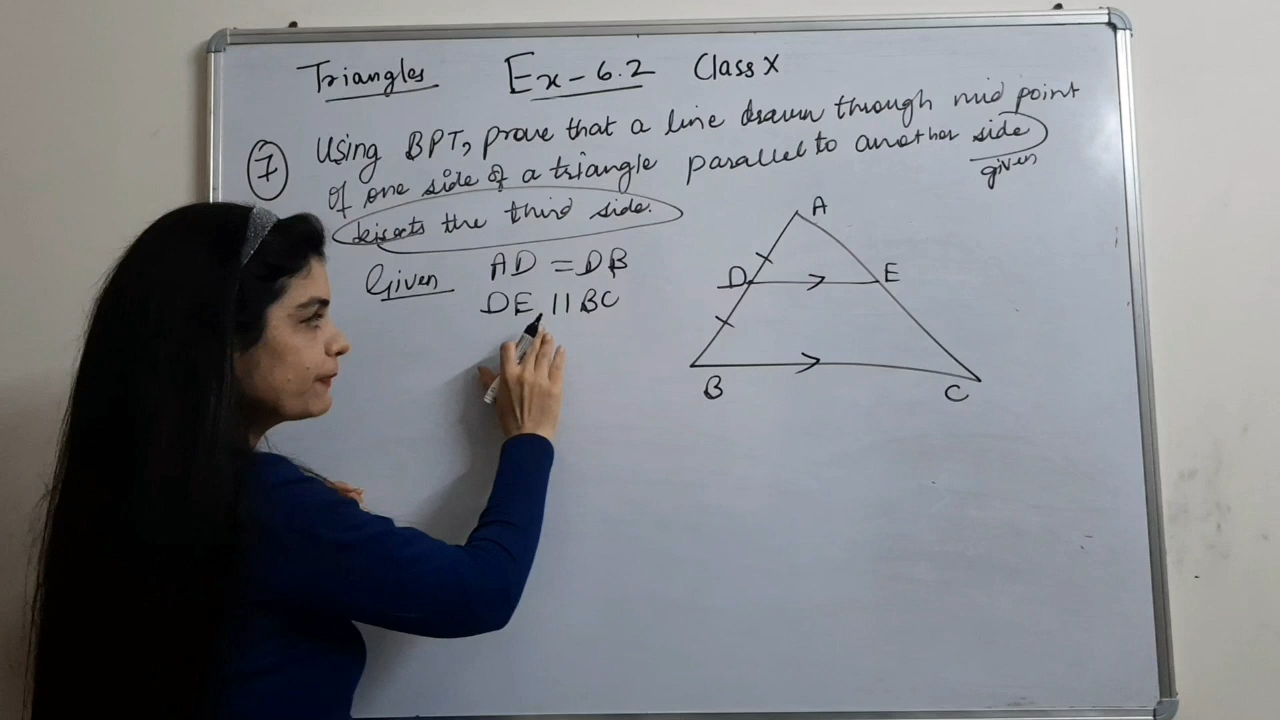 Triangles Ex-6.2 Class X
7 Using BPT, prove that a line drawn through mid point
of one side of a triangle parallel to another side
given
bisects the third side.
Given AD = DB
DE || BC
A
D E
B C